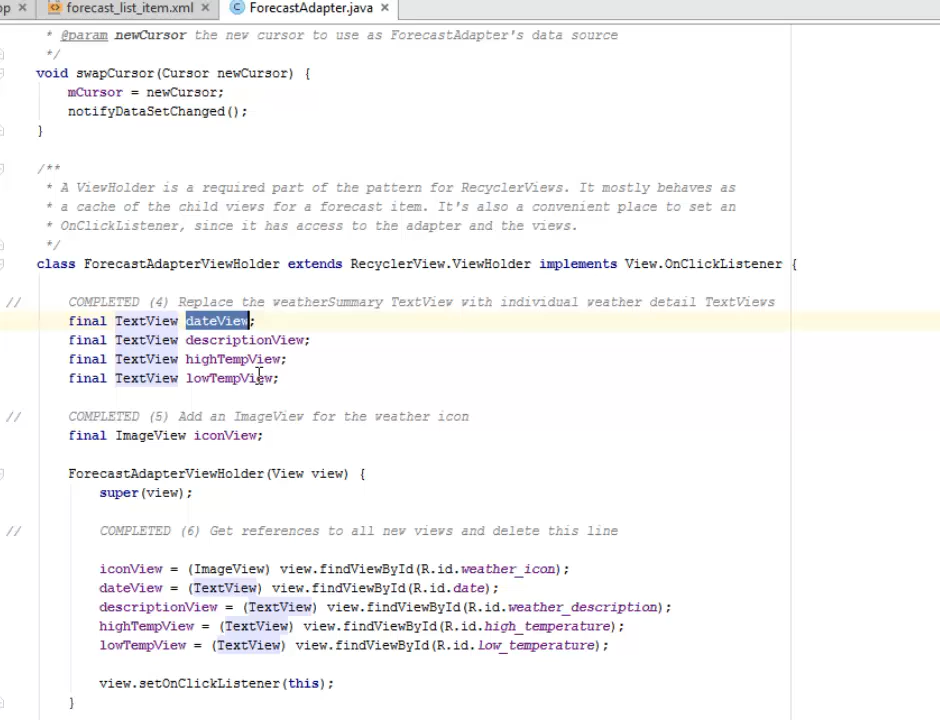 forecast_list_item.xml
ForecastAdapter.java
* @param newCursor the new cursor to use as ForecastAdapter's data source
*/
void swapCursor(Cursor newCursor) {
mCursor = newCursor;
notifyDataSetChanged();
}
/**
* A ViewHolder is a required part of the pattern for RecyclerViews. It mostly behaves as
* a cache of the child views for a forecast item. It's also a convenient place to set an
* OnClickListener, since it has access to the adapter and the views.
*/
class ForecastAdapterViewHolder extends RecyclerView.ViewHolder implements View.OnClickListener {
// COMPLETED (4) Replace the weatherSummary TextView with individual weather detail TextViews
final TextView dateView;
final TextView descriptionView;
final TextView highTempView;
final TextView lowTempView;
// COMPLETED (5) Add an ImageView for the weather icon
final ImageView iconView;
ForecastAdapterViewHolder(View view) {
super(view);
// COMPLETED (6) Get references to all new views and delete this line
iconView = (ImageView) view.findViewById(R.id.weather_icon);
dateView = (TextView) view.findViewById(R.id.date);
descriptionView = (TextView) view.findViewById(R.id.weather_description);
highTempView = (TextView) view.findViewById(R.id.high_temperature);
lowTempView = (TextView) view.findViewById(R.id.low_temperature);
view.setOnClickListener(this);
}